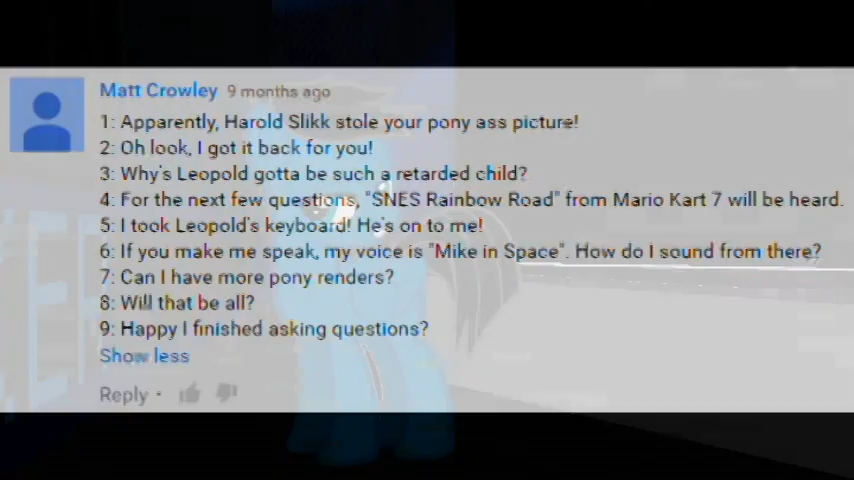 Matt Crowley 9 months ago
1: Apparently, Harold Slikk stole your pony ass picture!
2: Oh look, I got it back for you!
3: Why's Leopold gotta be such a retarded child?
4: For the next few questions, "SNES Rainbow Road" from Mario Kart 7 will be heard.
5: I took Leopold's keyboard! He's on to me!
6: If you make me speak, my voice is "Mike in Space". How do I sound from there?
7: Can I have more pony renders?
8: Will that be all?
9: Happy I finished asking questions?
Show less
Reply ·